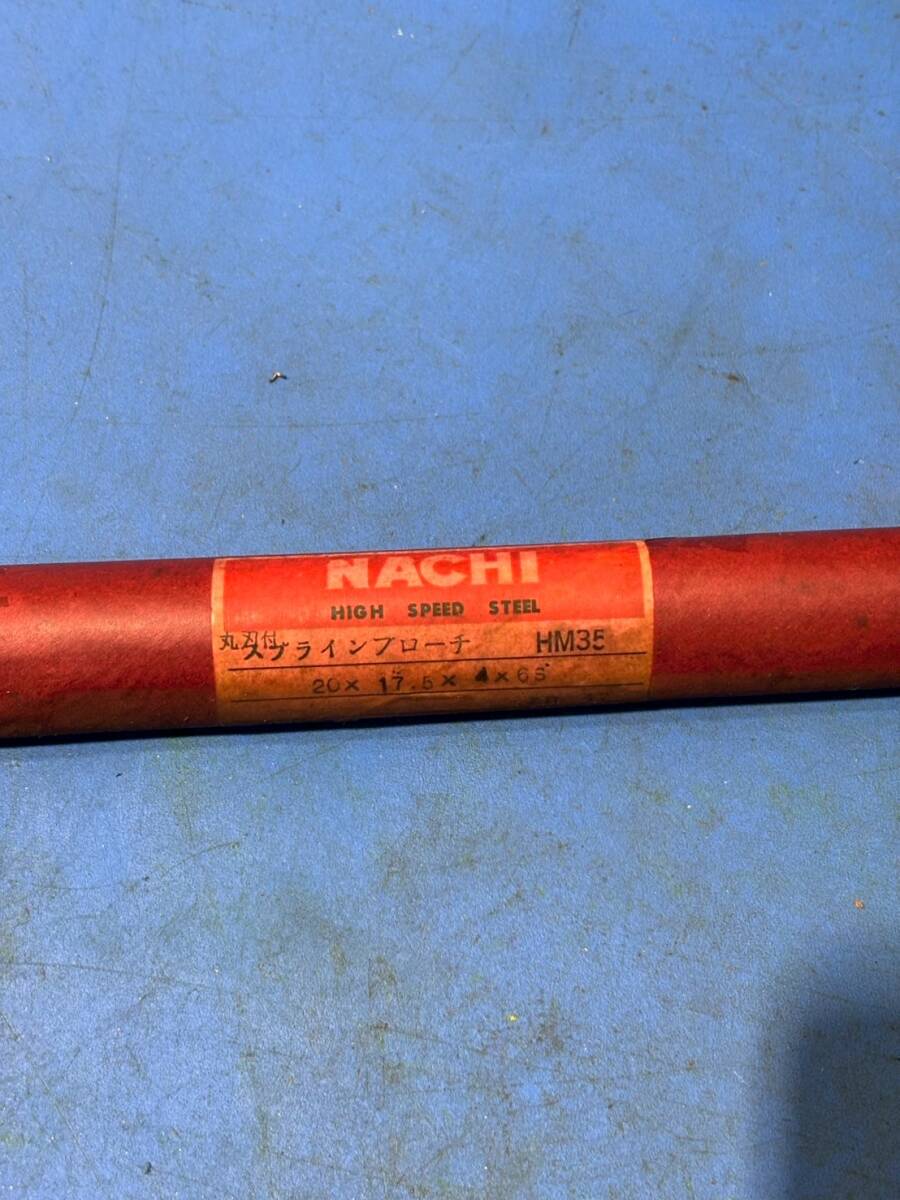 NACHI
HIGH SPEED STEEL
丸刃付スプラインブローチ HM35
20× 17.5× 4×6S